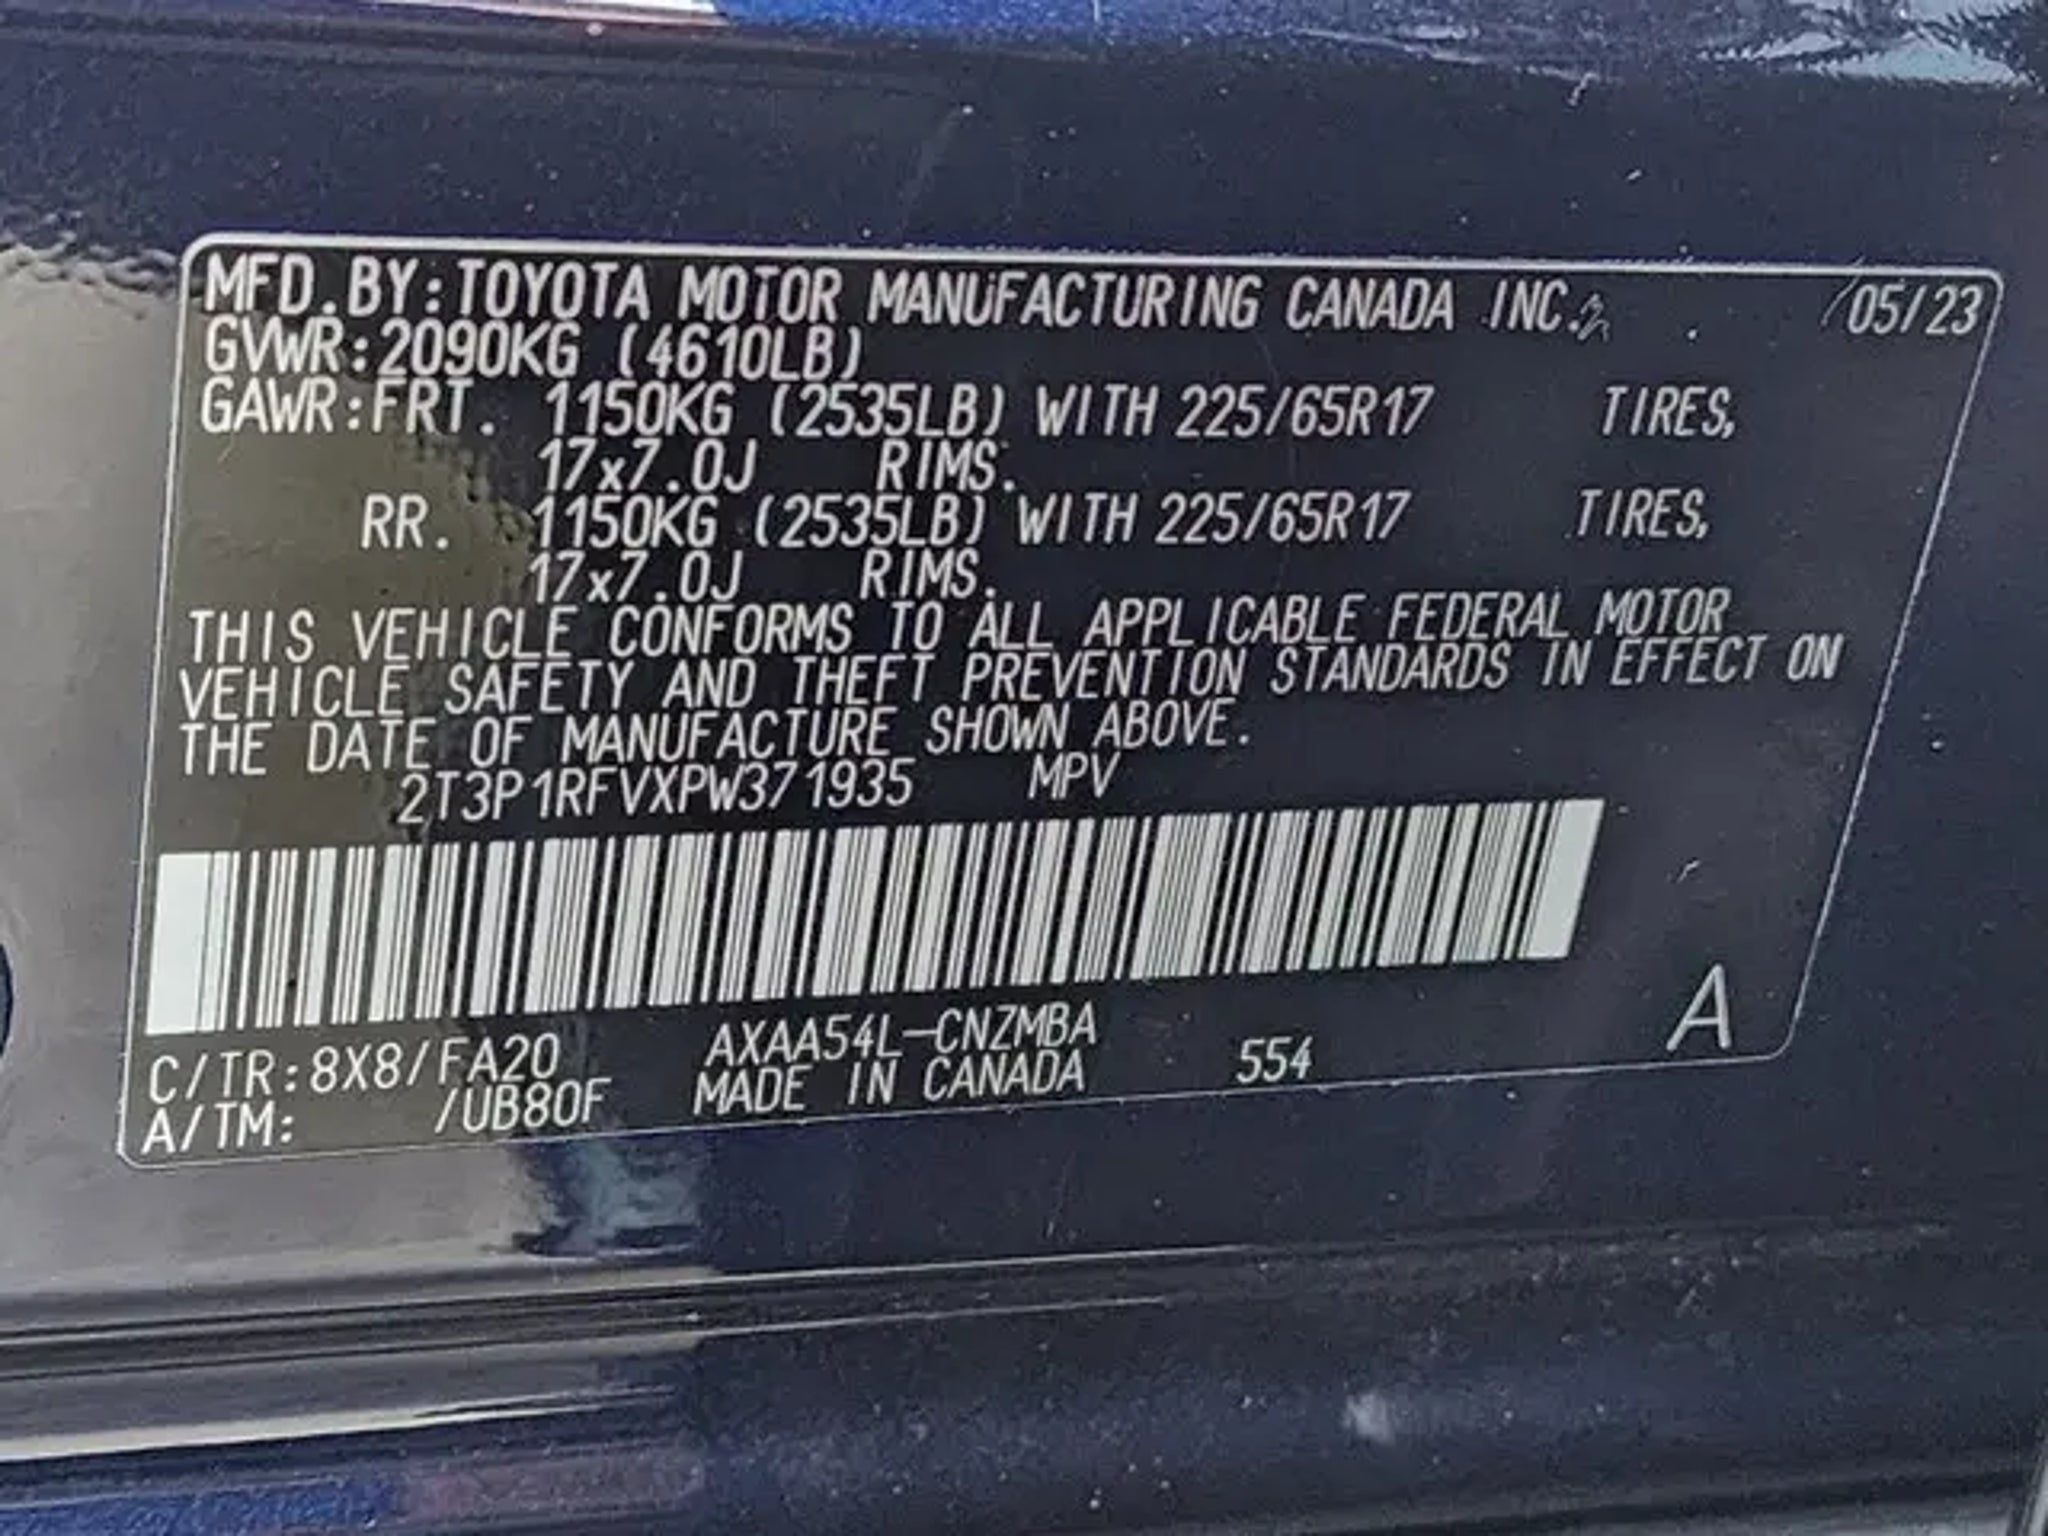 MFD.BY:TOYOTA MOTOR MANUFACTURING CANADA INC. 05/23
GVWR:2090KG (4610LB)
GAWR:FRT. 1150KG (2535LB) WITH 225/65R17 TIRES,
17x7.0J RIMS.
RR. 1150KG (2535LB) WITH 225/65R17 TIRES,
17x7.0J RIMS.
THIS VEHICLE CONFORMS TO ALL APPLICABLE FEDERAL MOTOR
VEHICLE SAFETY AND THEFT PREVENTION STANDARDS IN EFFECT ON
THE DATE OF MANUFACTURE SHOWN ABOVE.
2T3P1RFVXPW371935 MPV
C/TR:8X8/FA20 AXAA54L-CNZMBA 554 A
A/TM: /UB80F MADE IN CANADA